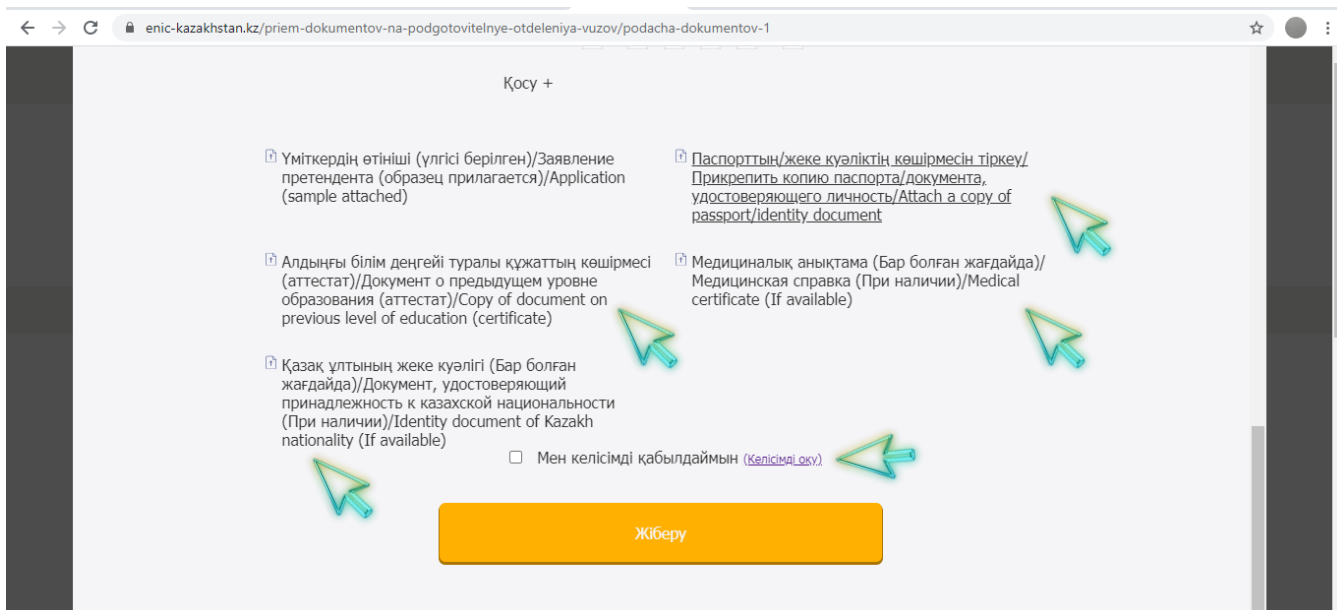 enic-kazakhstan.kz/priem-dokumentov-na-podgotovitelnye-otdeleniya-vuzov/podacha-dokumentov-1
Қосу +
Үміткердің өтініші (үлгісі берілген)/Заявление
претендента (образец прилагается)/Application
(sample attached)
Паспорттың/жеке куәліктің көшірмесін тіркеу/
Прикрепить копию паспорта/документа,
удостоверяющего личность/Attach a copy of
passport/identity document
Алдыңғы білім деңгейі туралы құжаттың көшірмесі
(аттестат)/Документ о предыдущем уровне
образования (аттестат)/Copy of document on
previous level of education (certificate)
Медициналық анықтама (Бар болған жағдайда)/
Медицинская справка (При наличии)/Medical
certificate (If available)
Қазақ ұлтының жеке куәлігі (Бар болған
жағдайда)/Документ, удостоверяющий
принадлежность к казахской национальности
(При наличии)/Identity document of Kazakh
nationality (If available)
Мен келісімді қабылдаймын (Келісімді оқу)
Жіберу